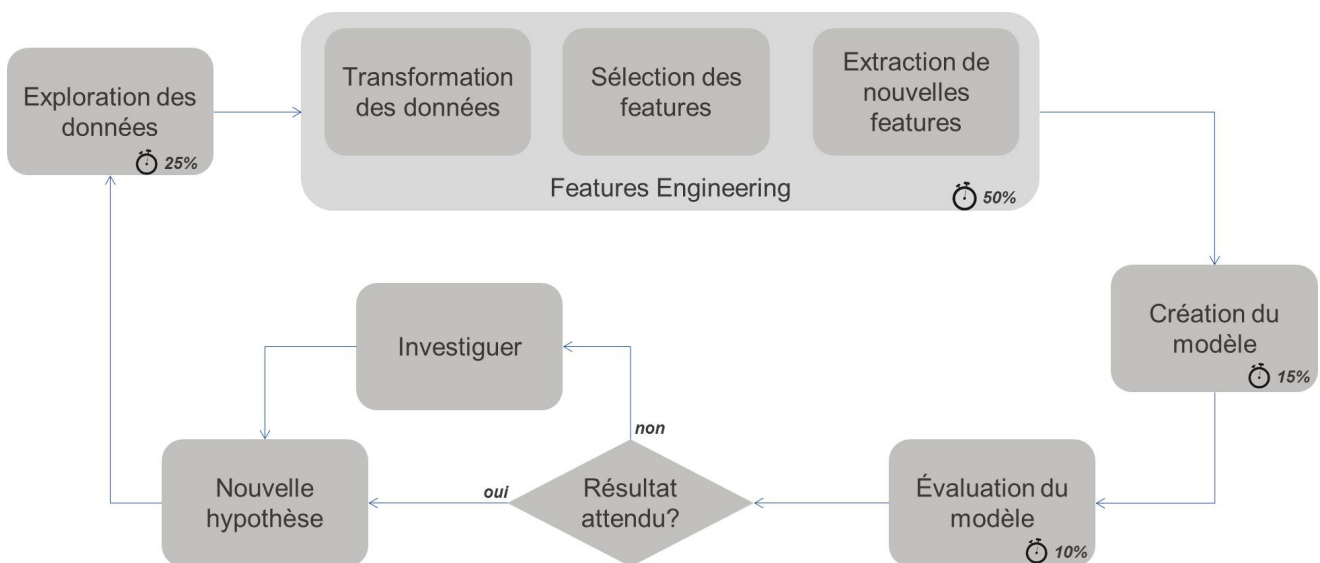 Exploration des
données
25%
Transformation
des données
Sélection des
features
Extraction de
nouvelles
features
Features Engineering
50%
Création du
modèle
15%
Investiguer
non
oui
Nouvelle
hypothèse
Résultat
attendu?
Évaluation du
modèle
10%